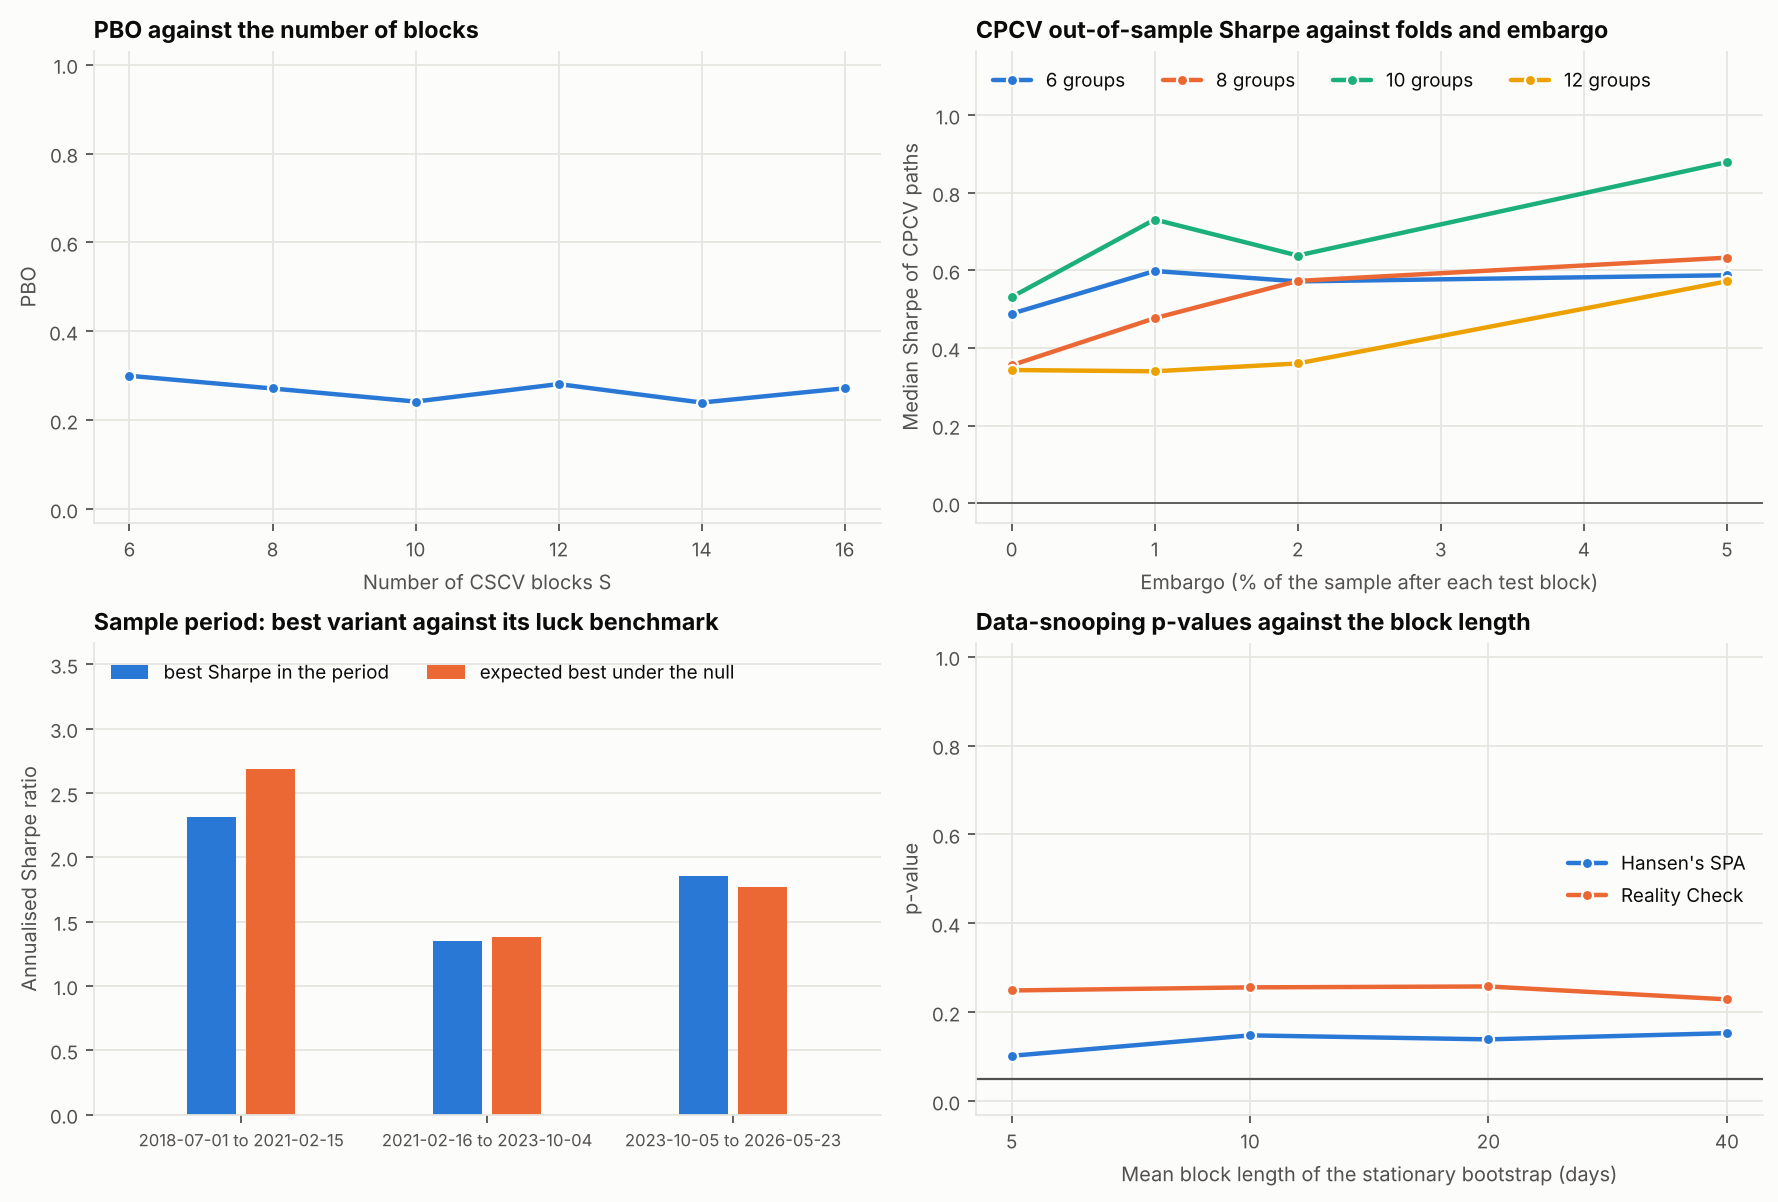 PBO against the number of blocks
1.0
0.8
0.6
0.4
0.2
0.0
PBO
6 8 10 12 14 16
Number of CSCV blocks S
CPCV out-of-sample Sharpe against folds and embargo
6 groups 8 groups 10 groups 12 groups
1.0
0.8
0.6
0.4
0.2
0.0
Median Sharpe of CPCV paths
0 1 2 3 4 5
Embargo (% of the sample after each test block)
Sample period: best variant against its luck benchmark
best Sharpe in the period expected best under the null
3.5
3.0
2.5
2.0
1.5
1.0
0.5
0.0
Annualised Sharpe ratio
2018-07-01 to 2021-02-15 2021-02-16 to 2023-10-04 2023-10-05 to 2026-05-23
Data-snooping p-values against the block length
1.0
0.8
0.6
0.4
0.2
0.0
p-value
Hansen's SPA
Reality Check
5 10 20 40
Mean block length of the stationary bootstrap (days)